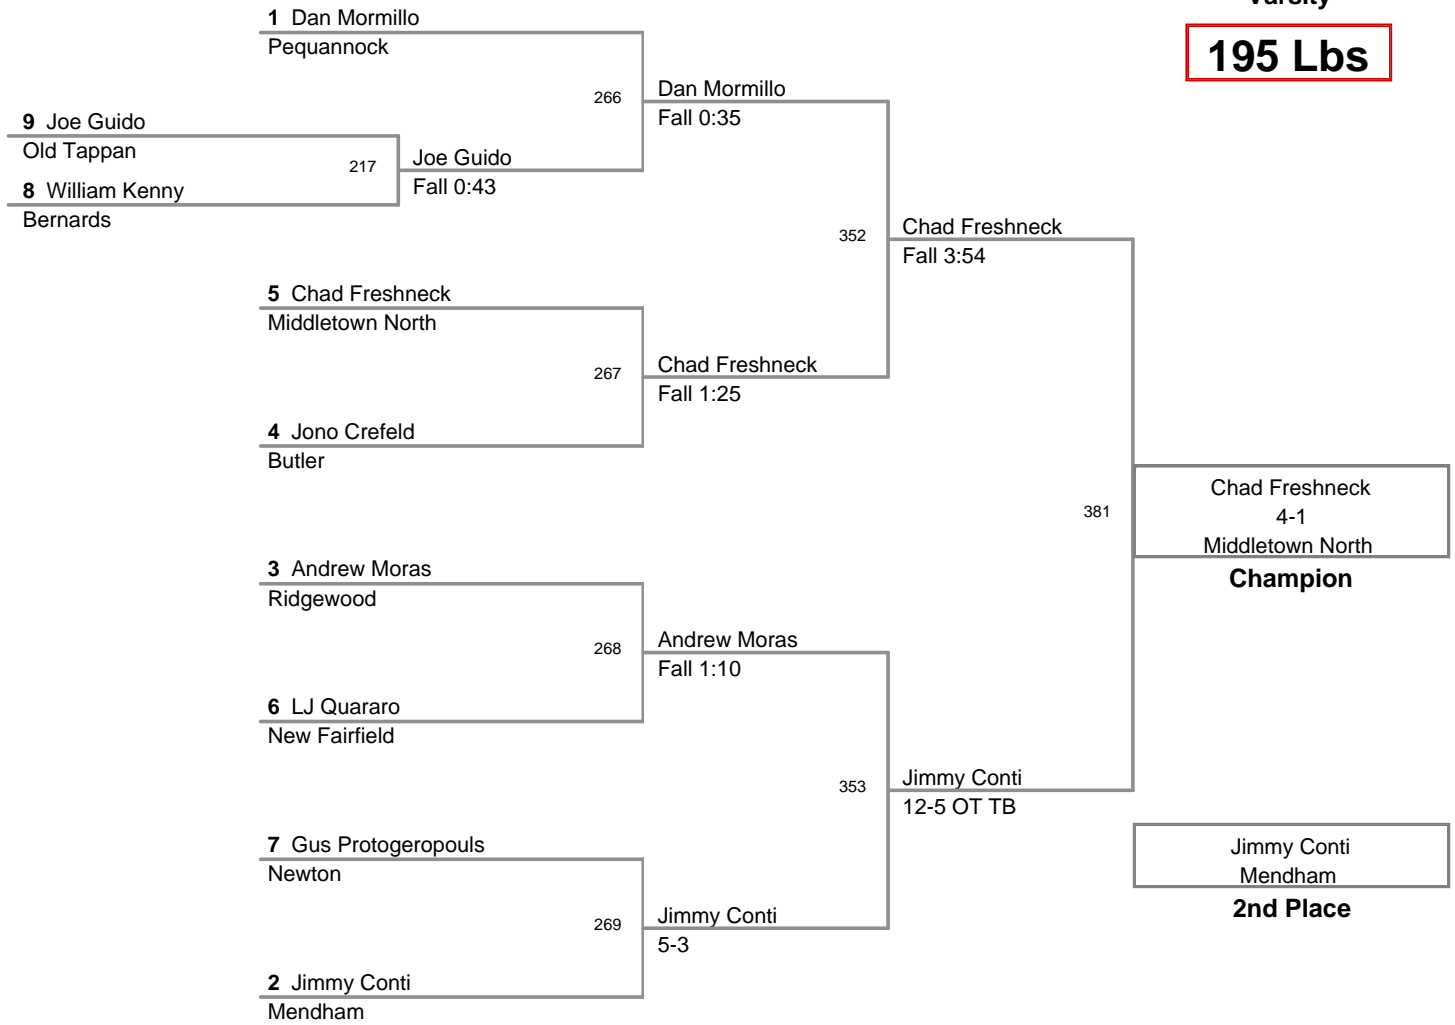 Varsity
195 Lbs
1 Dan Mormillo
Pequannock
266
Dan Mormillo
Fall 0:35
9 Joe Guido
Old Tappan
217
Joe Guido
Fall 0:43
8 William Kenny
Bernards
352
Chad Freshneck
Fall 3:54
5 Chad Freshneck
Middletown North
267
Chad Freshneck
Fall 1:25
4 Jono Crefeld
Butler
381
Chad Freshneck
4-1
Middletown North
Champion
3 Andrew Moras
Ridgewood
268
Andrew Moras
Fall 1:10
6 LJ Quararo
New Fairfield
353
Jimmy Conti
12-5 OT TB
7 Gus Protogeropouls
Newton
269
Jimmy Conti
5-3
2 Jimmy Conti
Mendham
Jimmy Conti
Mendham
2nd Place